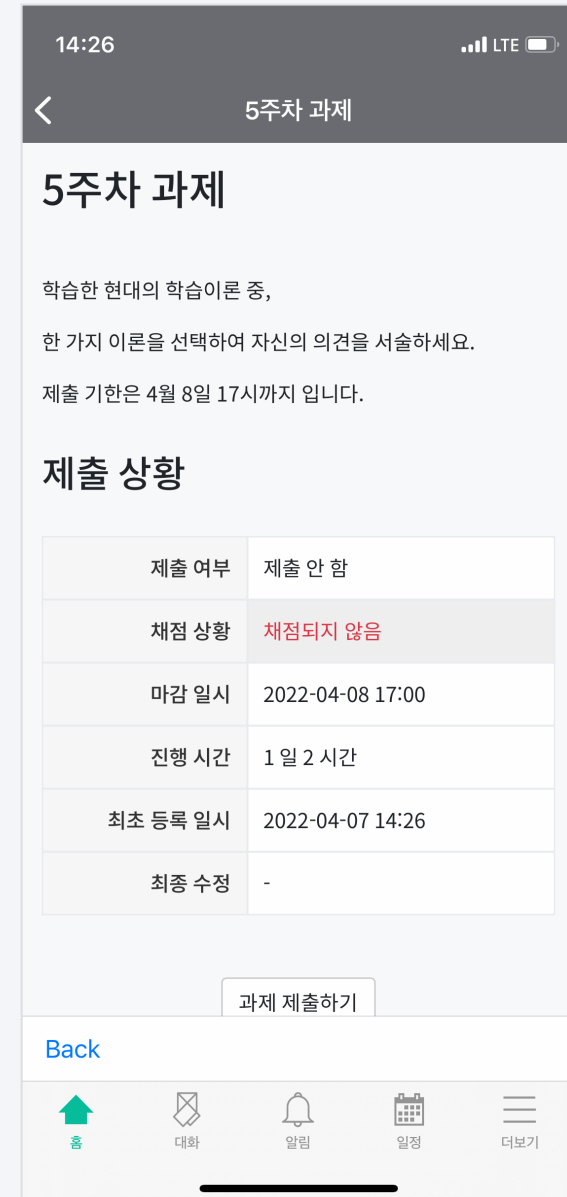 14:26 LTE
5주차 과제
5주차 과제
학습한 현대의 학습이론 중,
한 가지 이론을 선택하여 자신의 의견을 서술하세요.
제출 기한은 4월 8일 17시까지 입니다.
제출 상황
제출 여부 제출 안 함
채점 상황 채점되지 않음
마감 일시 2022-04-08 17:00
진행 시간 1 일 2 시간
최초 등록 일시 2022-04-07 14:26
최종 수정 -
과제 제출하기
Back
홈 대화 알림 일정 더보기